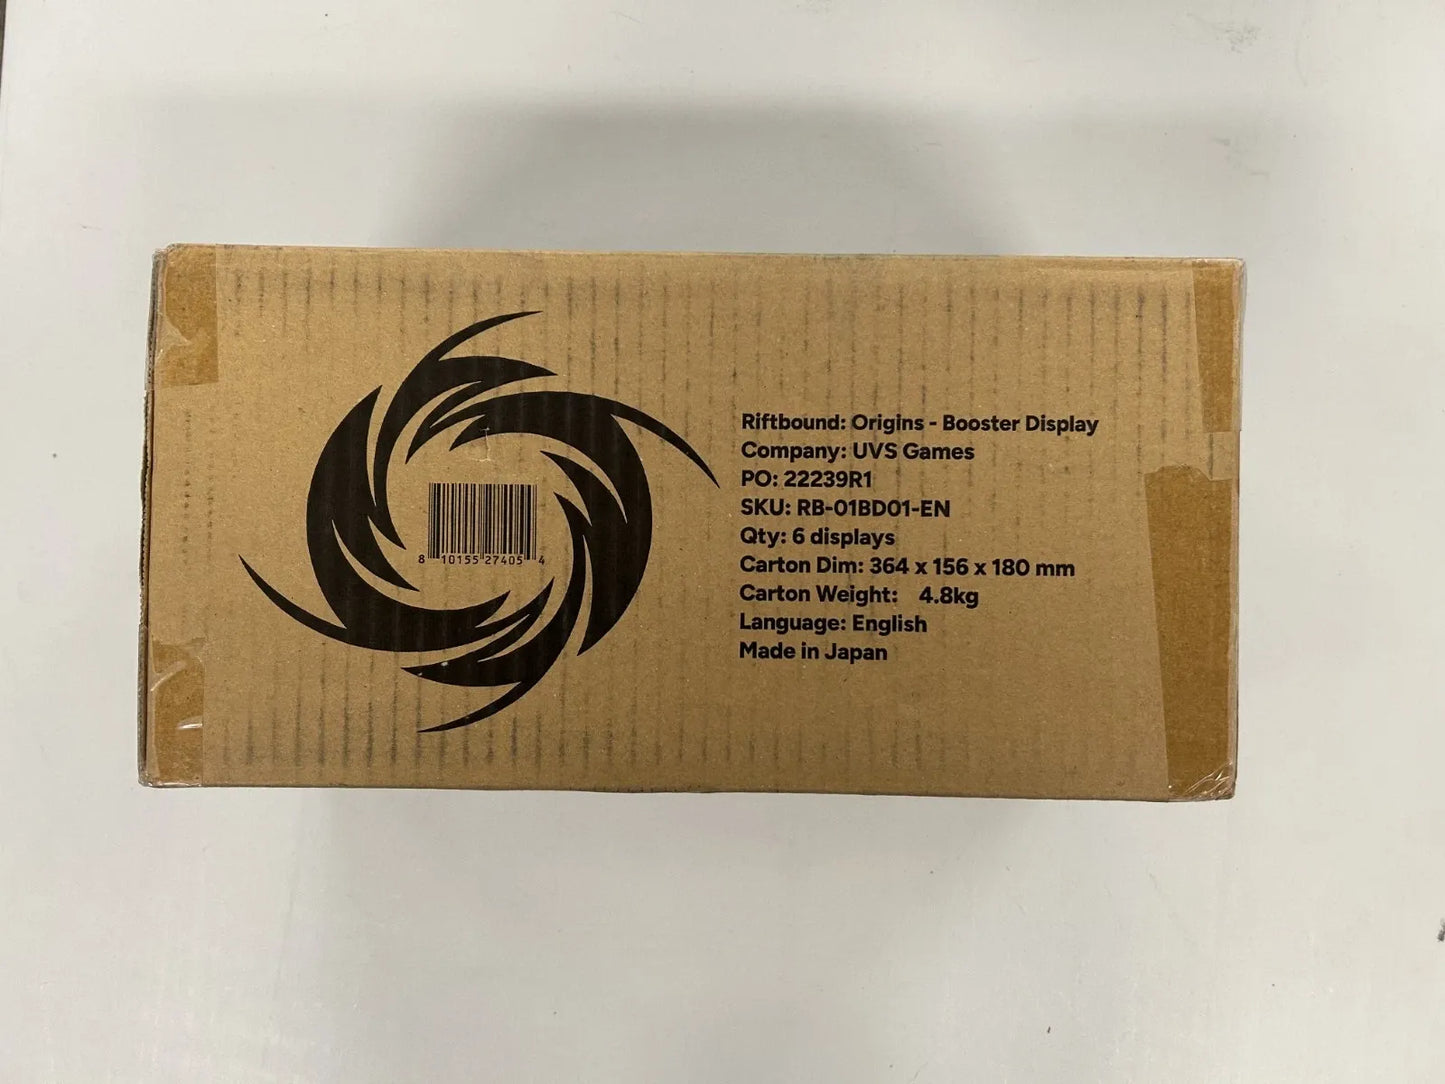 8 10155 27405 4
Riftbound: Origins - Booster Display
Company: UVS Games
PO: 22239R1
SKU: RB-01BD01-EN
Qty: 6 displays
Carton Dim: 364 x 156 x 180 mm
Carton Weight: 4.8kg
Language: English
Made in Japan